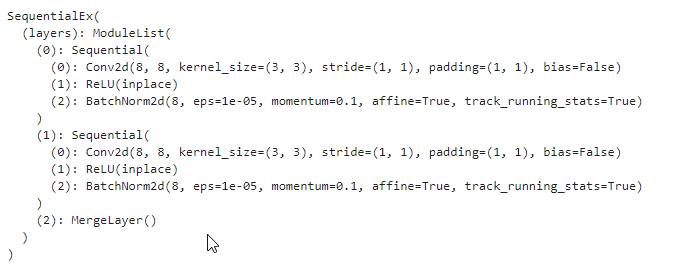 SequentialEx(
  (layers): ModuleList(
    (0): Sequential(
      (0): Conv2d(8, 8, kernel_size=(3, 3), stride=(1, 1), padding=(1, 1), bias=False)
      (1): ReLU(inplace)
      (2): BatchNorm2d(8, eps=1e-05, momentum=0.1, affine=True, track_running_stats=True)
    )
    (1): Sequential(
      (0): Conv2d(8, 8, kernel_size=(3, 3), stride=(1, 1), padding=(1, 1), bias=False)
      (1): ReLU(inplace)
      (2): BatchNorm2d(8, eps=1e-05, momentum=0.1, affine=True, track_running_stats=True)
    )
    (2): MergeLayer()
  )
)